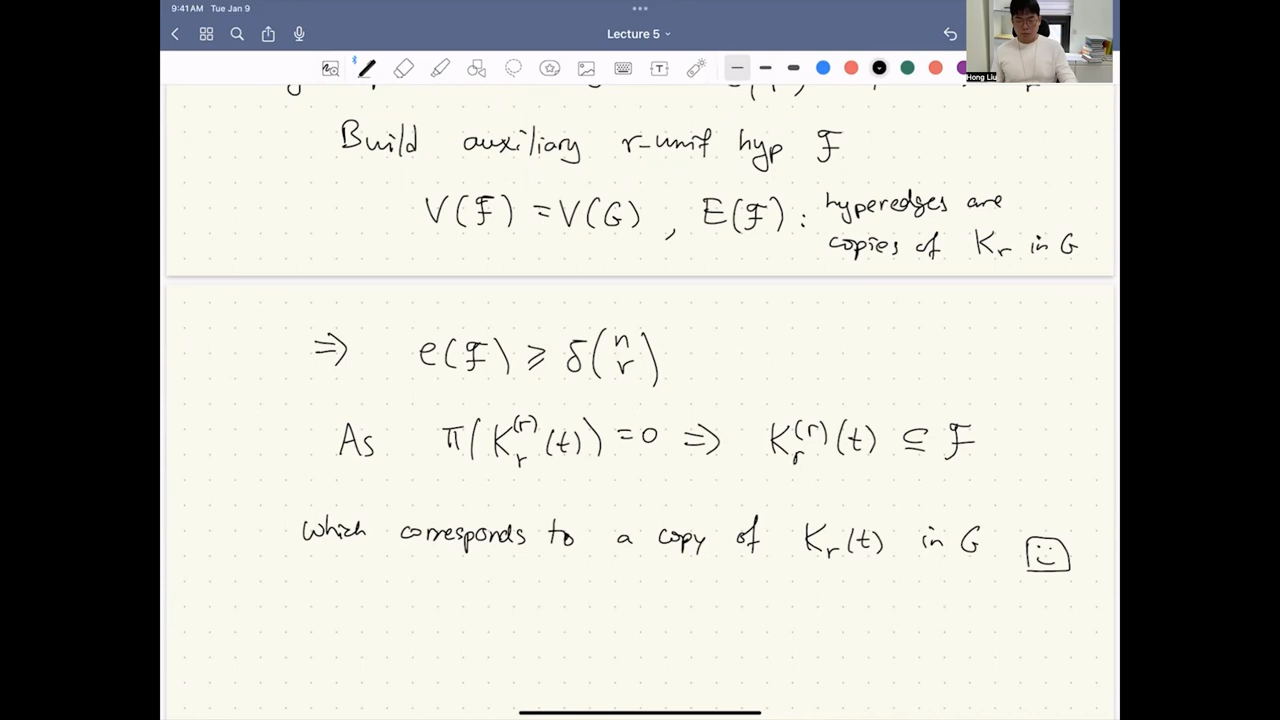 9:41 AM Tue Jan 9
Lecture 5
Hong Liu
Build auxiliary r-unif hyp ℱ
V(ℱ) = V(G), E(ℱ): hyperedges are
copies of K_r in G
⇒ e(ℱ) ≥ δ(n r)
As π(K_r^{(r)}(t)) = 0 ⇒ K_r^{(r)}(t) ⊆ ℱ
which corresponds to a copy of K_r(t) in G